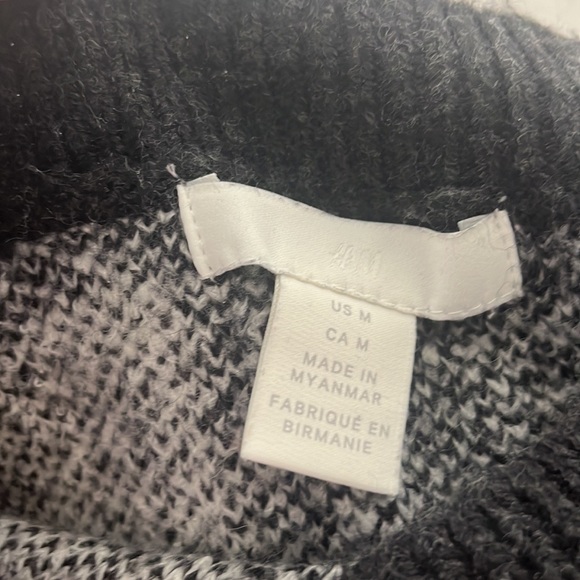 H&M
US M
CA M
MADE IN
MYANMAR
FABRIQUÉ EN
BIRMANIE